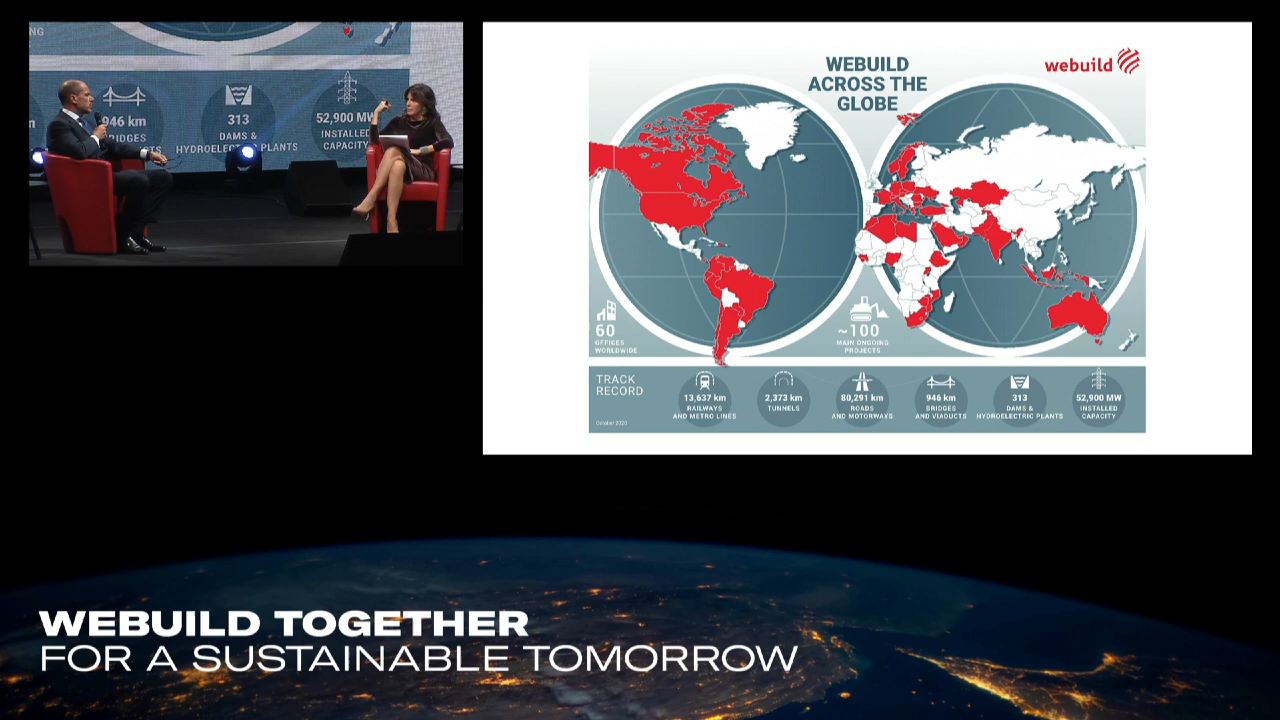 NG
946 km
BRIDGES
313
DAMS &
HYDROELECTRIC PLANTS
52,900 MW
INSTALLED
CAPACITY
WEBUILD
ACROSS THE
GLOBE
webuild
60
OFFICES
WORLDWIDE
~100
MAIN ONGOING
PROJECTS
TRACK
RECORD
October 2020
13,637 km
RAILWAYS
AND METRO LINES
2,373 km
TUNNELS
80,291 km
ROADS
AND MOTORWAYS
946 km
BRIDGES
AND VIADUCTS
313
DAMS &
HYDROELECTRIC PLANTS
52,900 MW
INSTALLED
CAPACITY
WEBUILD TOGETHER
FOR A SUSTAINABLE TOMORROW